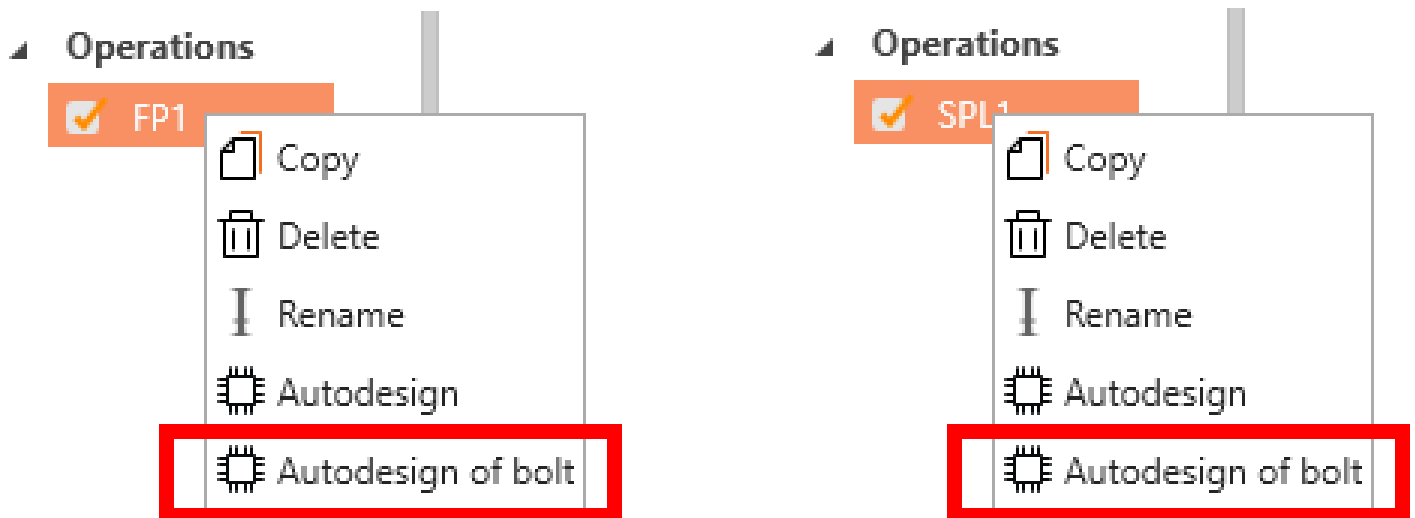 Operations
FP1
Copy
Delete
Rename
Autodesign
Autodesign of bolt
Operations
SPL1
Copy
Delete
Rename
Autodesign
Autodesign of bolt